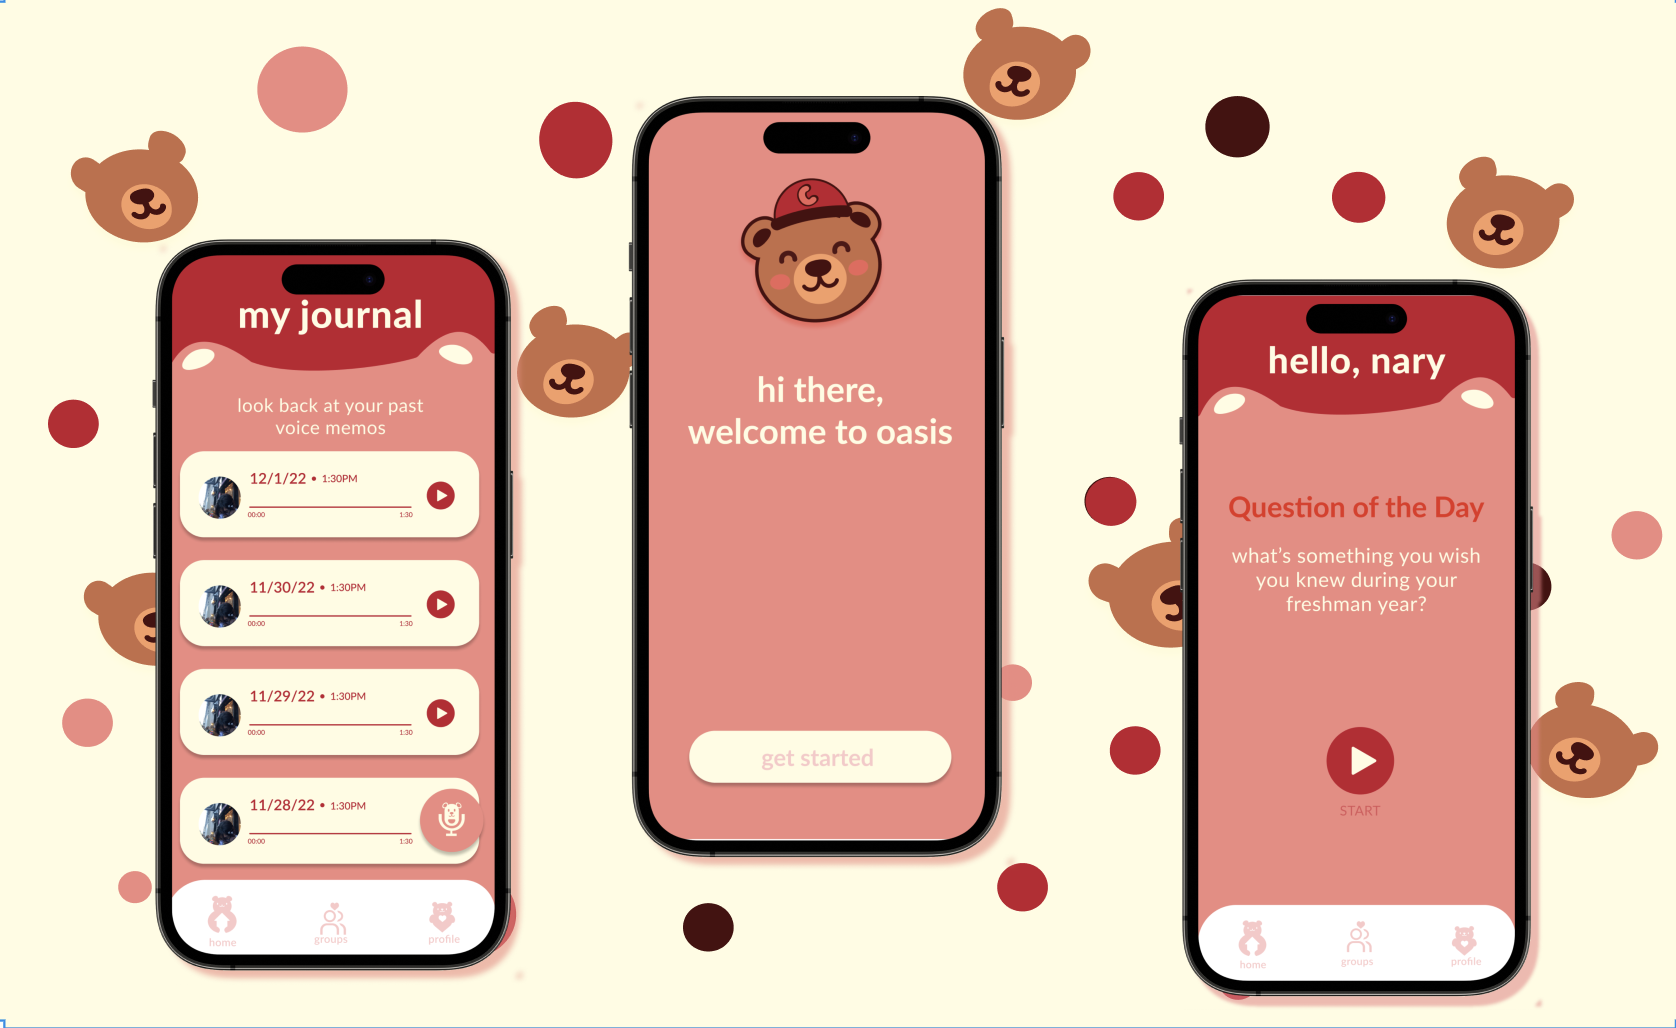 my journal
look back at your past
voice memos
12/1/22 • 1:30PM
00:00 1:30
11/30/22 • 1:30PM
00:00 1:30
11/29/22 • 1:30PM
00:00 1:30
11/28/22 • 1:30PM
00:00 1:30
home groups profile
C
hi there,
welcome to oasis
get started
hello, nary
Question of the Day
what's something you wish
you knew during your
freshman year?
START
home groups profile